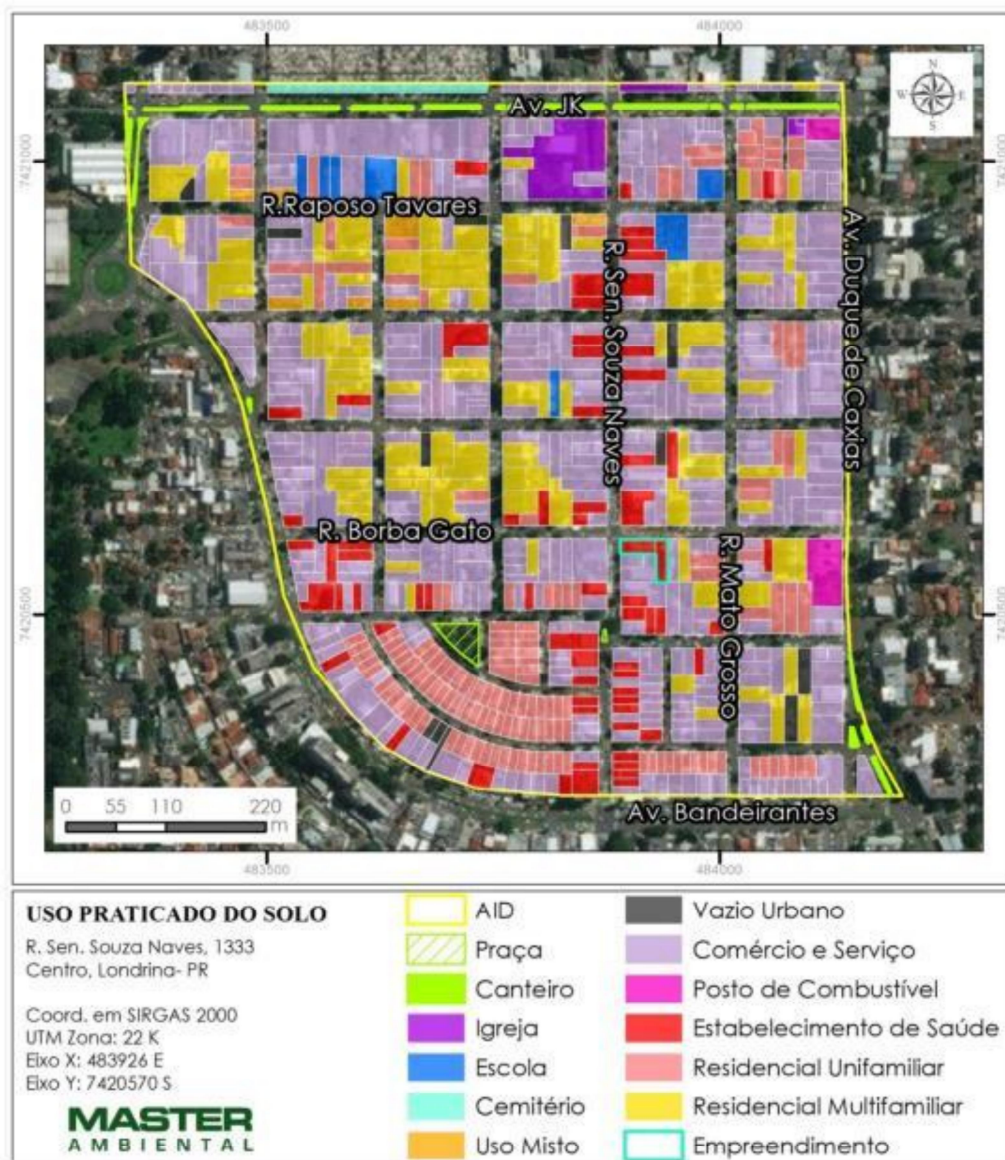 483500
484000
N
W
E
S
Av. JK
7421000
7421000
R.Raposo Tavares
R. Sen. Souza Naves
Av. Duque de Caxias
R. Borba Gato
R. Mato Grosso
7420500
7420500
0 55 110 220
m
Av. Bandeirantes
483500
484000
USO PRATICADO DO SOLO
R. Sen. Souza Naves, 1333
Centro, Londrina- PR
Coord. em SIRGAS 2000
UTM Zona: 22 K
Eixo X: 483926 E
Eixo Y: 7420570 S
MASTER
AMBIENTAL
AID
Praça
Canteiro
Igreja
Escola
Cemitério
Uso Misto
Vazio Urbano
Comércio e Serviço
Posto de Combustível
Estabelecimento de Saúde
Residencial Unifamiliar
Residencial Multifamiliar
Empreendimento